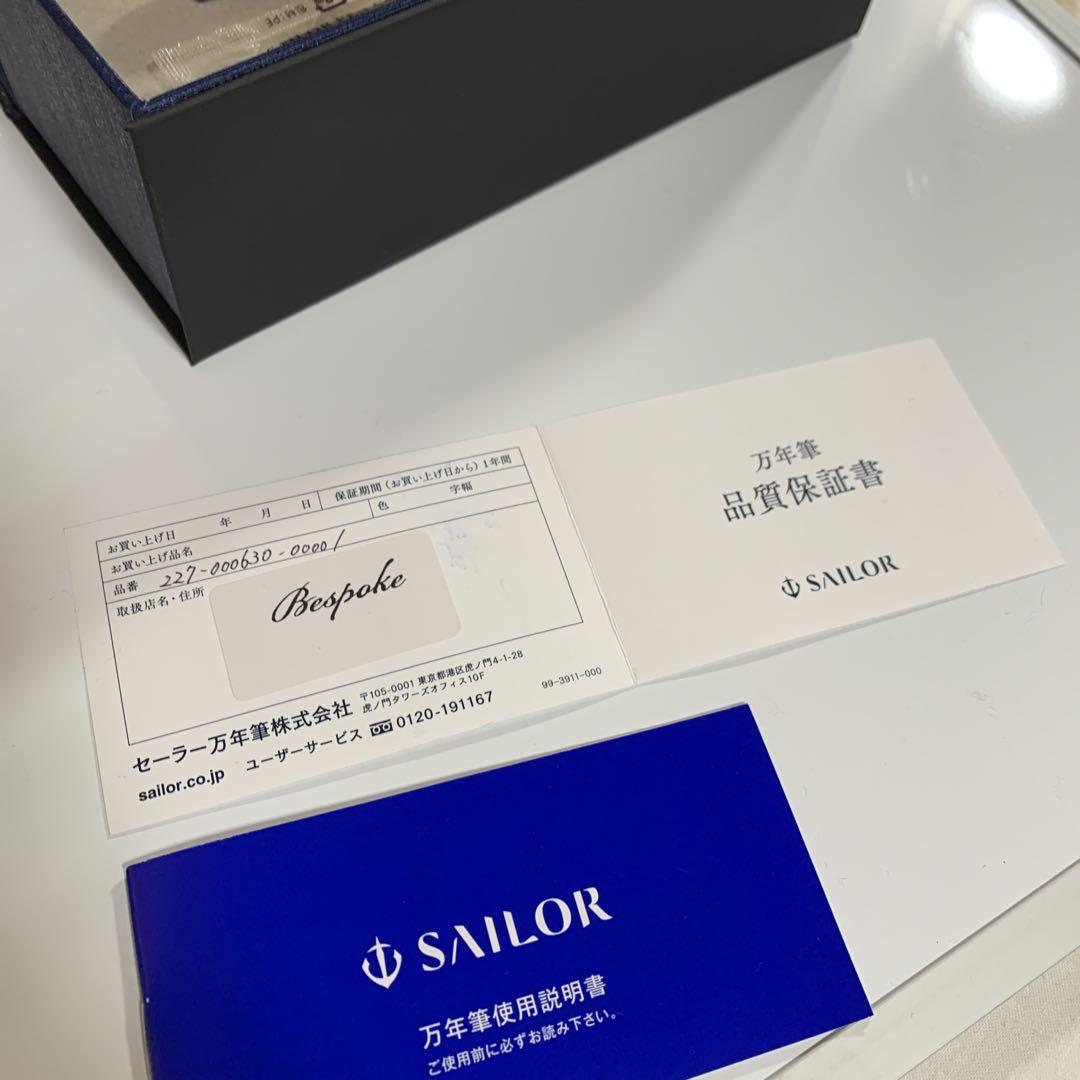 お買い上げ日 年 月 日 保証期間(お買い上げ日から)1年間
お買い上げ品名 色 字幅
品番 227-000630-00001
取扱店名・住所
Bespoke
セーラー万年筆株式会社 〒105-0001 東京都港区虎ノ門4-1-28
虎ノ門タワーズオフィス10F
sailor.co.jp ユーザーサービス 0120-191167
99-3911-000
万年筆
品質保証書
SAILOR
SAILOR
万年筆使用説明書
ご使用前に必ずお読み下さい。